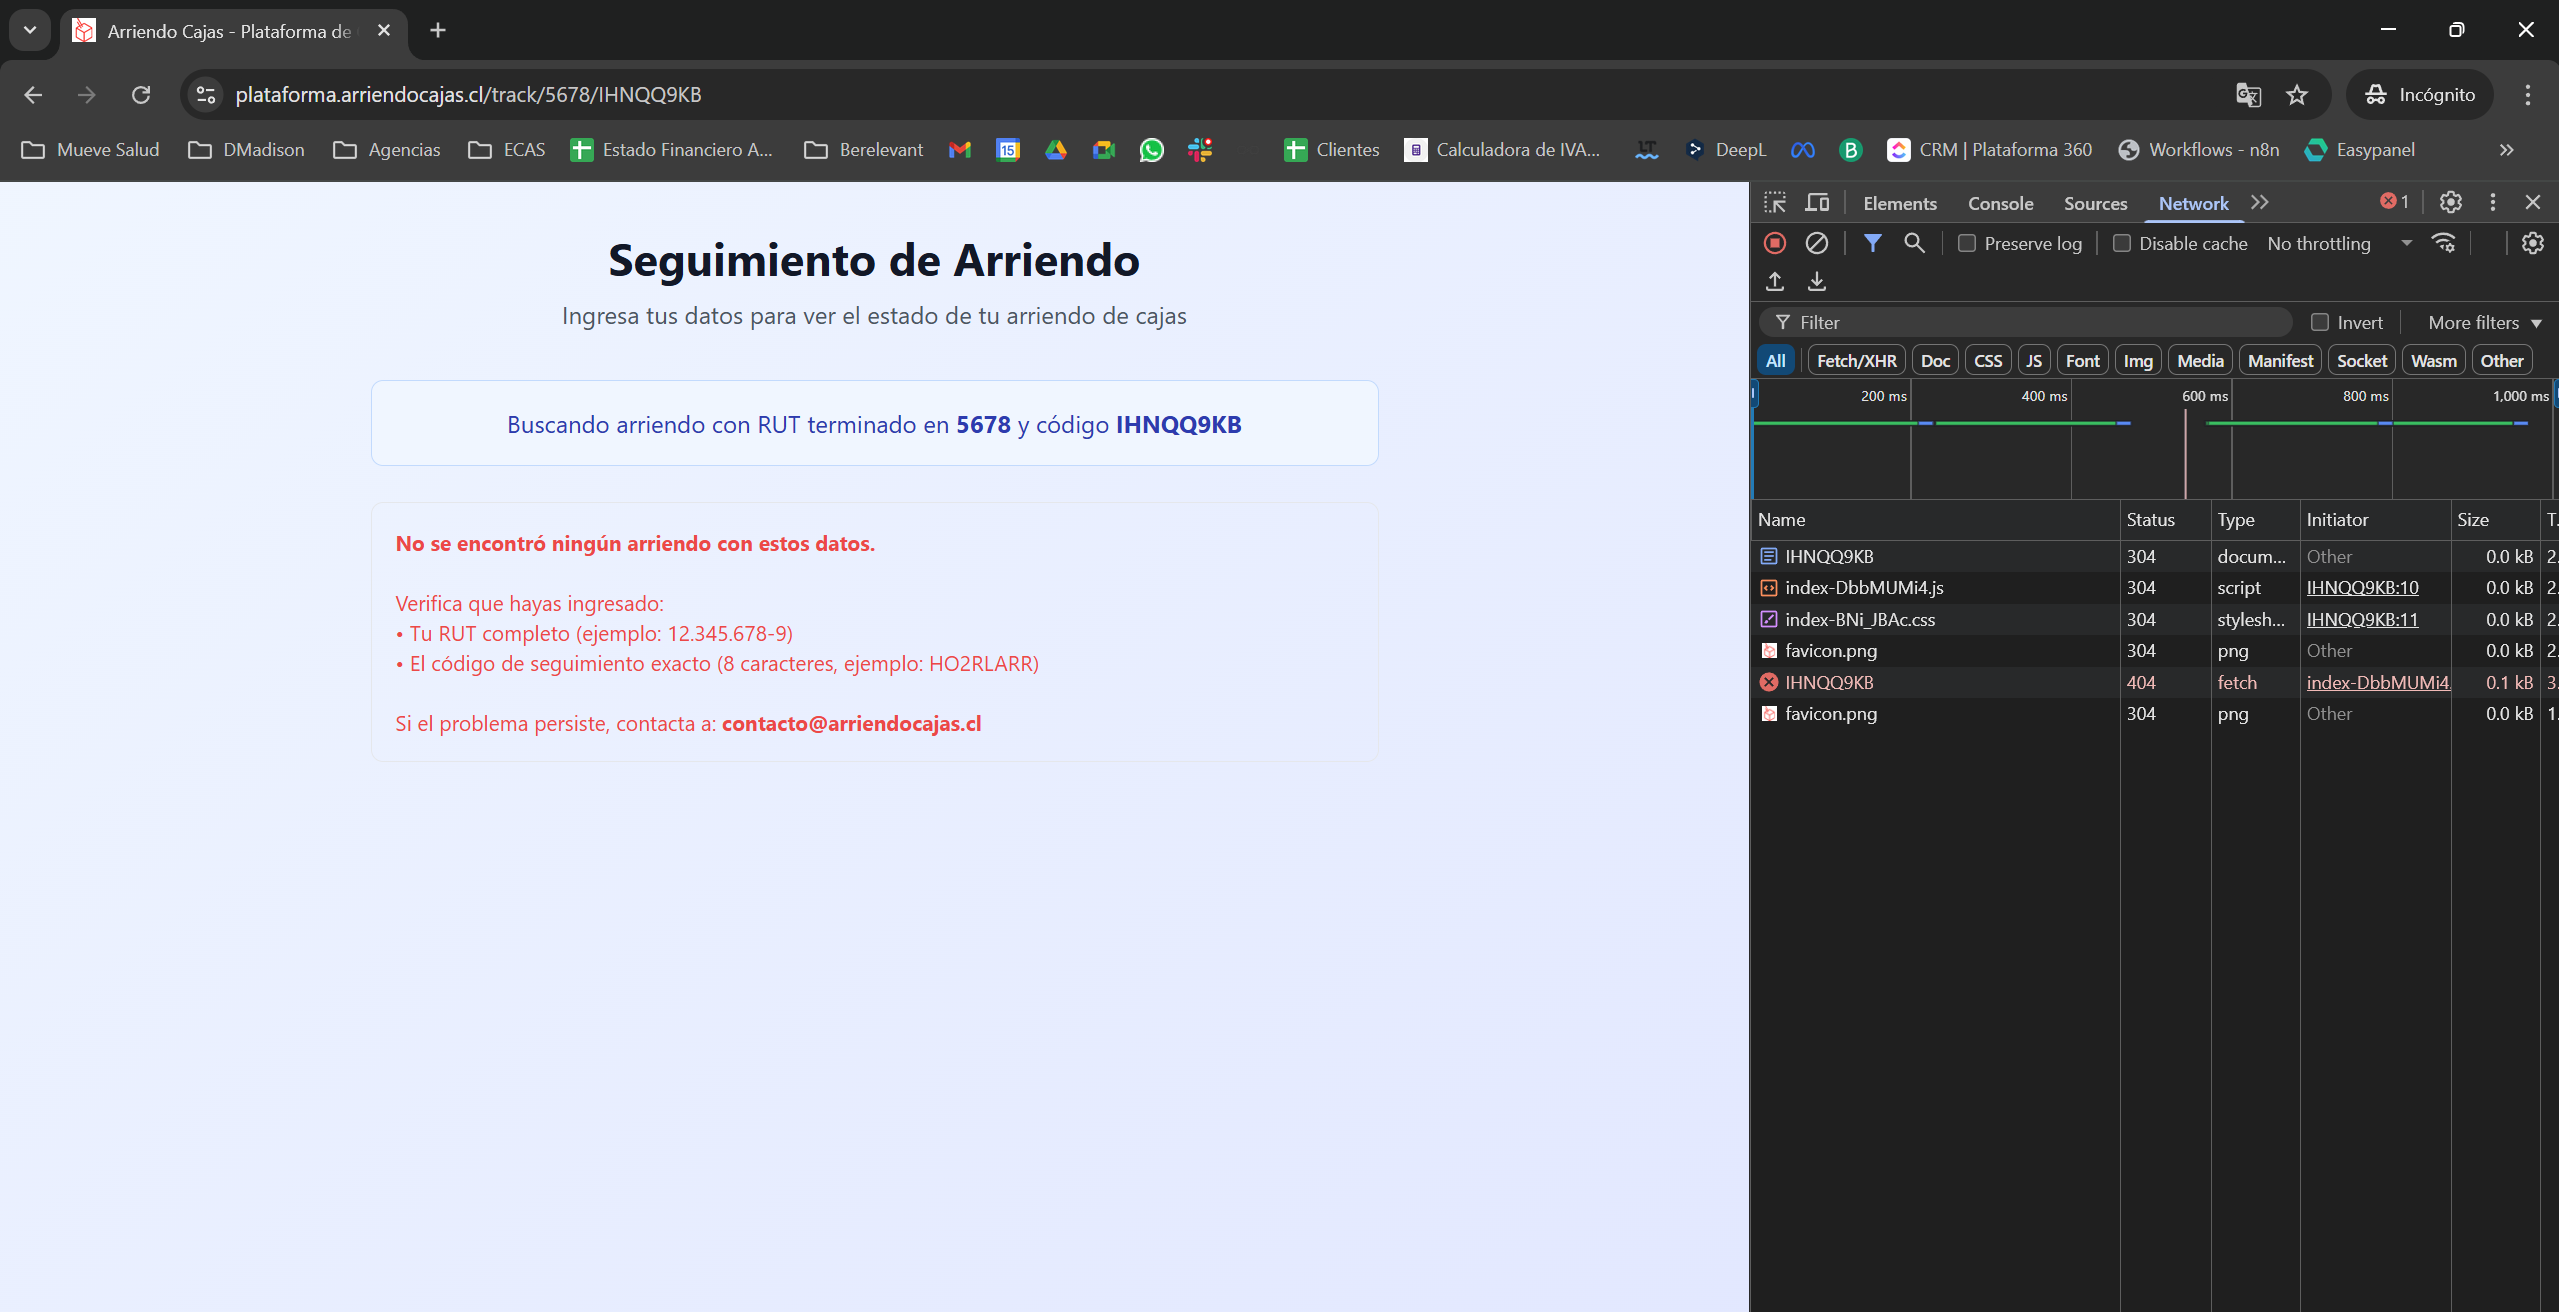 Arriendo Cajas - Plataforma de
plataforma.arriendocajas.cl/track/5678/IHNQQ9KB
Incógnito
Mueve Salud
DMadison
Agencias
ECAS
Estado Financiero A...
Berelevant
15
Clientes
Calculadora de IVA...
LT
DeepL
B
CRM | Plataforma 360
Workflows - n8n
Easypanel
Seguimiento de Arriendo
Ingresa tus datos para ver el estado de tu arriendo de cajas
Buscando arriendo con RUT terminado en 5678 y código IHNQQ9KB
No se encontró ningún arriendo con estos datos.
Verifica que hayas ingresado:
• Tu RUT completo (ejemplo: 12.345.678-9)
• El código de seguimiento exacto (8 caracteres, ejemplo: HO2RLARR)
Si el problema persiste, contacta a: contacto@arriendocajas.cl
Elements Console Sources Network 1
Preserve log Disable cache No throttling
Filter Invert More filters
All Fetch/XHR Doc CSS JS Font Img Media Manifest Socket Wasm Other
200 ms 400 ms 600 ms 800 ms 1,000 ms
Name Status Type Initiator Size T.
IHNQQ9KB 304 docum... Other 0.0 kB 2.
index-DbbMUMi4.js 304 script IHNQQ9KB:10 0.0 kB 2.
index-BNi_JBAc.css 304 stylesh... IHNQQ9KB:11 0.0 kB 2.
favicon.png 304 png Other 0.0 kB 2.
IHNQQ9KB 404 fetch index-DbbMUMi4. 0.1 kB 3.
favicon.png 304 png Other 0.0 kB 1.